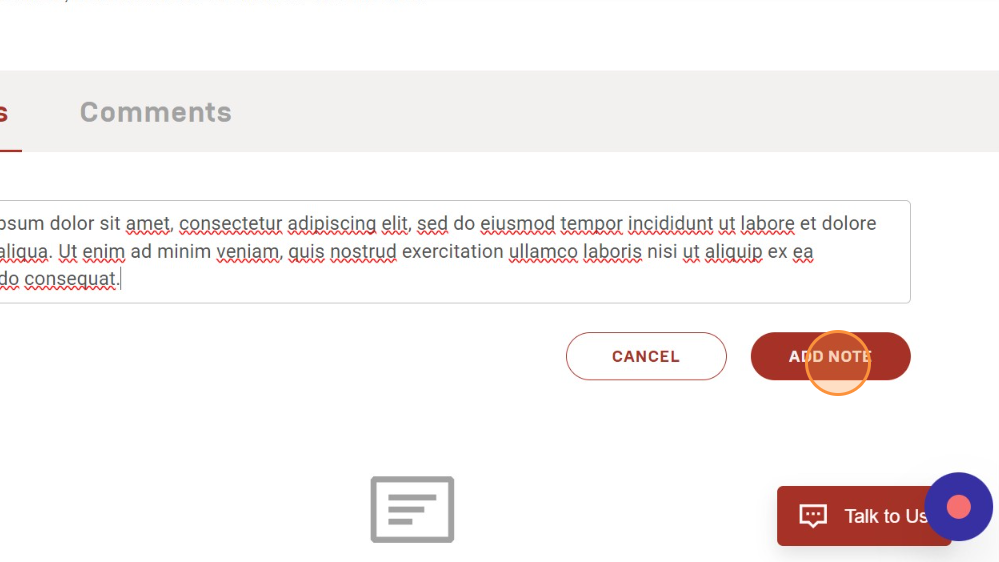 s Comments
psum dolor sit amet, consectetur adipiscing elit, sed do eiusmod tempor incididunt ut labore et dolore
aliqua. Ut enim ad minim veniam, quis nostrud exercitation ullamco laboris nisi ut aliquip ex ea
do consequat.
CANCEL ADD NOTE
Talk to Us